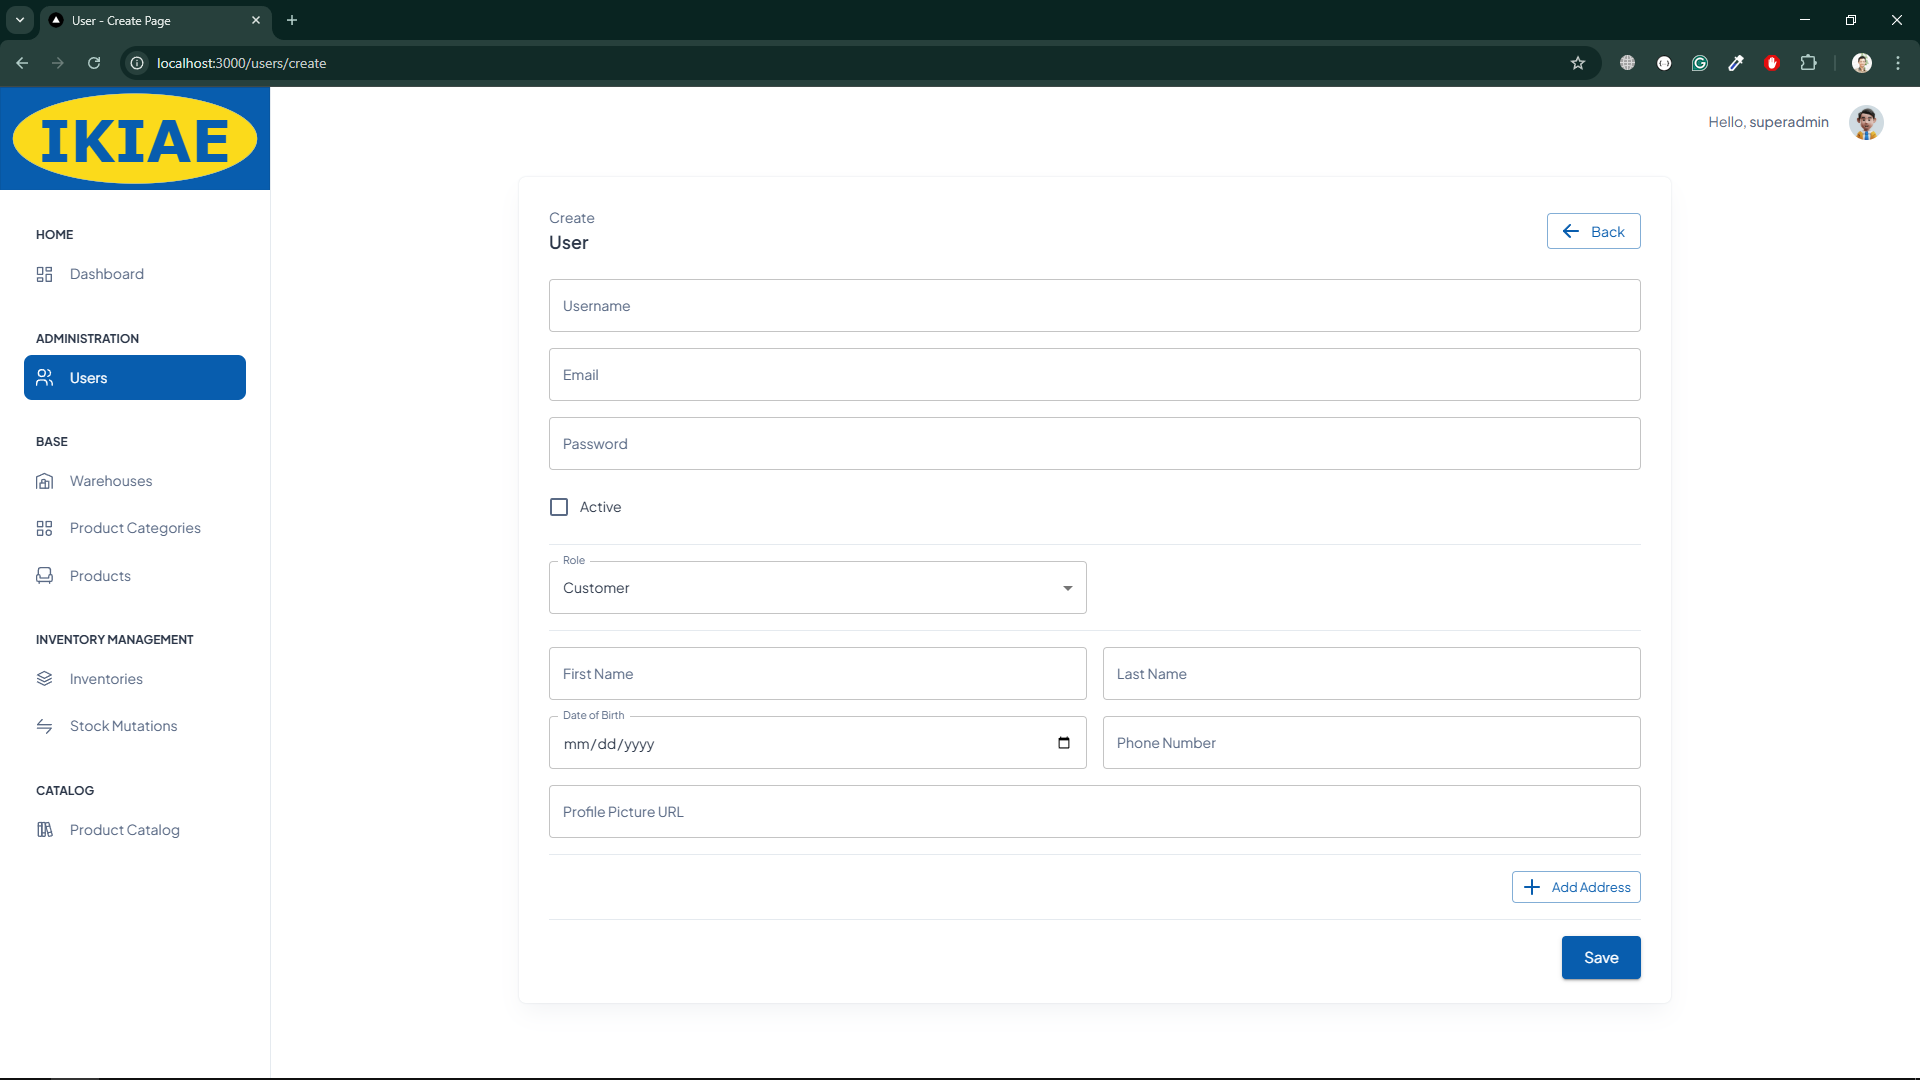 User - Create Page
localhost:3000/users/create
IKIAE
Hello, superadmin
HOME
Dashboard
ADMINISTRATION
Users
BASE
Warehouses
Product Categories
Products
INVENTORY MANAGEMENT
Inventories
Stock Mutations
CATALOG
Product Catalog
Create
User
Back
Username
Email
Password
Active
Role
Customer
First Name
Last Name
Date of Birth
mm/dd/yyyy
Phone Number
Profile Picture URL
Add Address
Save